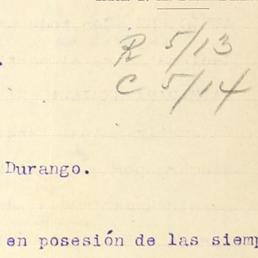 R 5/13
C 5/14
Durango.
en posesión de las siemp